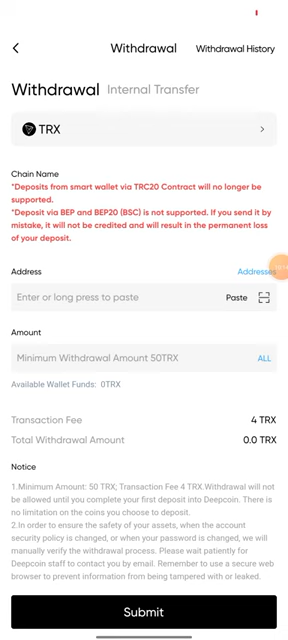 Withdrawal
Withdrawal History
Withdrawal
Internal Transfer
TRX
Chain Name
*Deposits from smart wallet via TRC20 Contract will no longer be
supported.
*Deposit via BEP and BEP20 (BSC) is not supported. If you send it by
mistake, it will not be credited and will result in the permanent loss
of your deposit.
Address
Addresses
Enter or long press to paste
Paste
Amount
Minimum Withdrawal Amount 50TRX
ALL
Available Wallet Funds: 0TRX
Transaction Fee
4 TRX
Total Withdrawal Amount
0.0 TRX
Notice
1.Minimum Amount: 50 TRX; Transaction Fee 4 TRX.Withdrawal will not
be allowed until you complete your first deposit into Deepcoin. There is
no limitation on the coins you choose to deposit.
2.In order to ensure the safety of your assets, when the account
security policy is changed, or when your password is changed, we will
manually verify the withdrawal process. Please wait patiently for
Deepcoin staff to contact you by email. Remember to use a secure web
browser to prevent information from being tampered with or leaked.
Submit